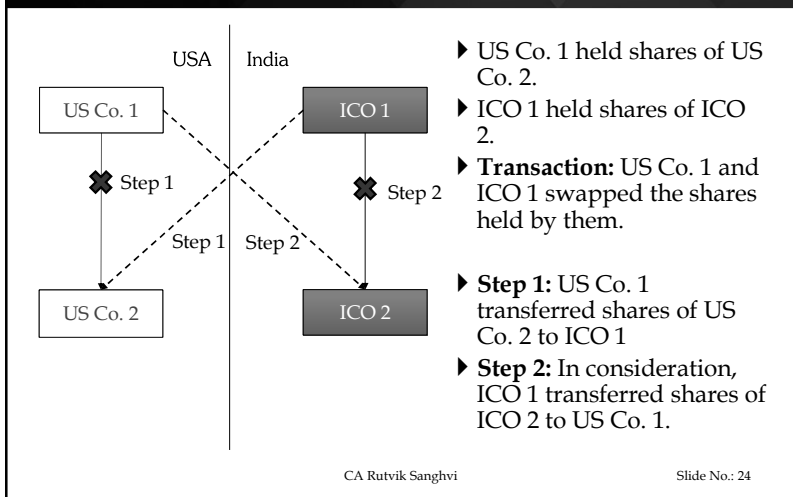 USA India
US Co. 1 ICO 1
Step 1 Step 2
Step 1 Step 2
US Co. 2 ICO 2
US Co. 1 held shares of US
Co. 2.
ICO 1 held shares of ICO
2.
Transaction: US Co. 1 and
ICO 1 swapped the shares
held by them.
Step 1: US Co. 1
transferred shares of US
Co. 2 to ICO 1
Step 2: In consideration,
ICO 1 transferred shares of
ICO 2 to US Co. 1.
CA Rutvik Sanghvi Slide No.: 24